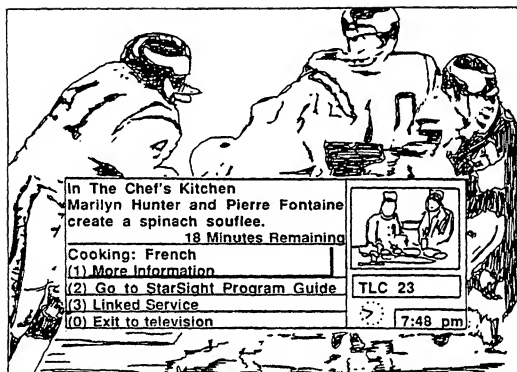 In The Chef's Kitchen
Marilyn Hunter and Pierre Fontaine
create a spinach souflee.
18 Minutes Remaining
Cooking: French
(1) More Information
(2) Go to StarSight Program Guide
(3) Linked Service
(0) Exit to television
TLC 23
7:48 pm